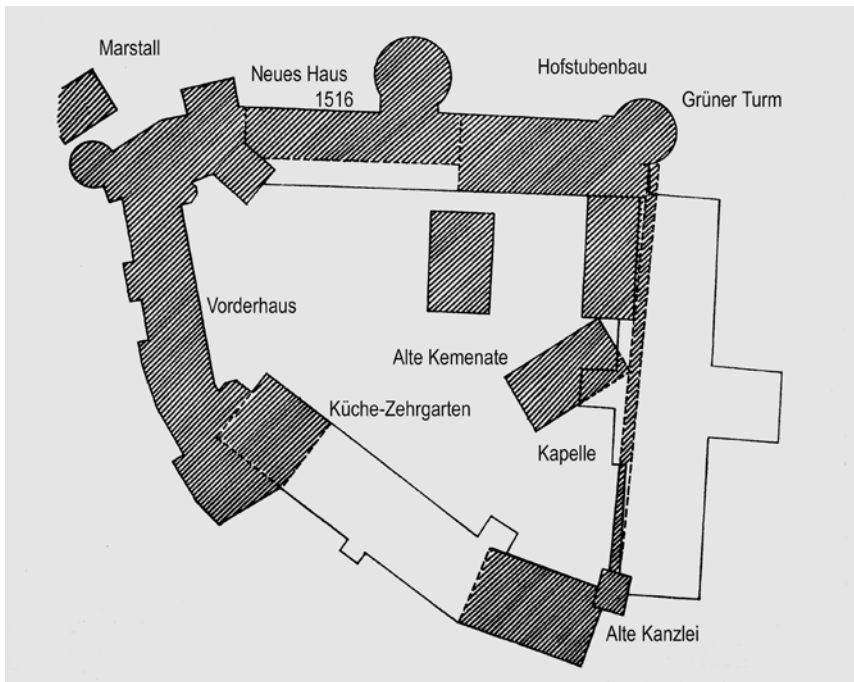 Marstall
Neues Haus
1516
Hofstubenbau
Grüner Turm
Vorderhaus
Alte Kemenate
Küche-Zehrgarten
Kapelle
Alte Kanzlei